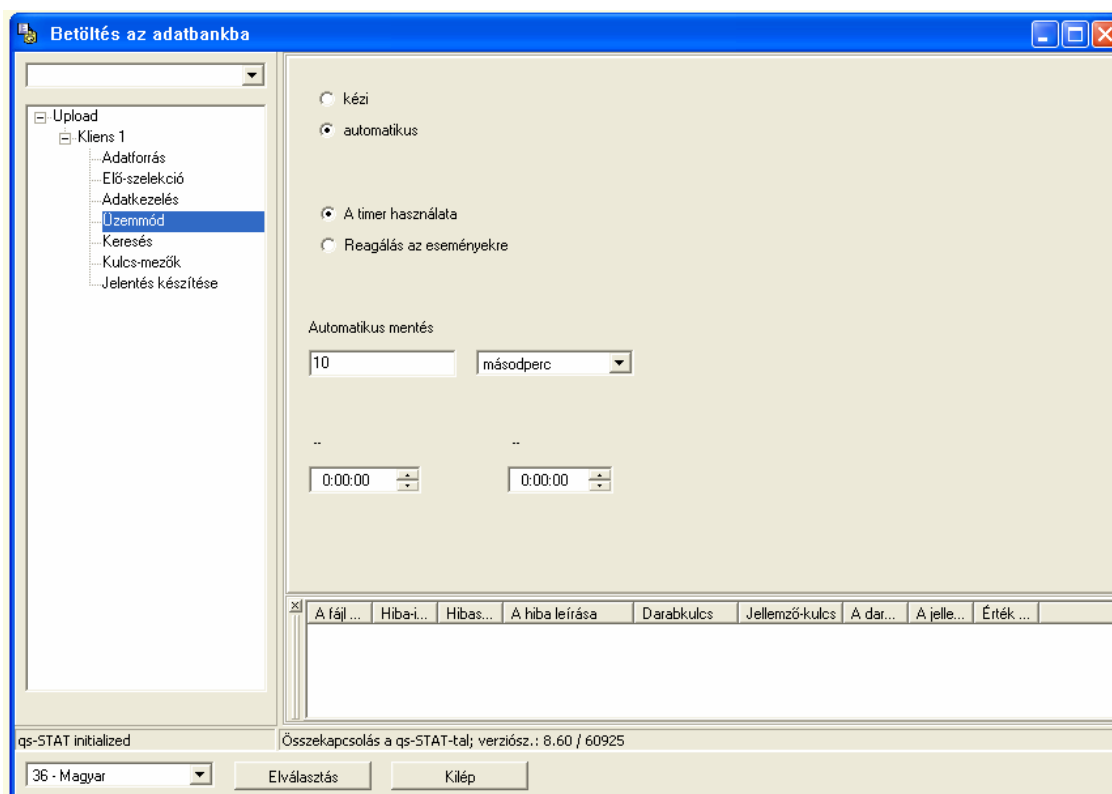 Betöltés az adatbankba
Upload
Kliens 1
Adatforrás
Elő-szelekció
Adatkezelés
Üzemmód
Keresés
Kulcs-mezők
Jelentés készítése
kézi
automatikus
A timer használata
Reagálás az eseményekre
Automatikus mentés
10 másodperc
-- --
0:00:00 0:00:00
A fájl ... Hiba-i... Hibas... A hiba leírása Darabkulcs Jellemző-kulcs A dar... A jelle... Érték ...
qs-STAT initialized Összekapcsolás a qs-STAT-tal; verziósz.: 8.60 / 60925
36 - Magyar Elválasztás Kilép